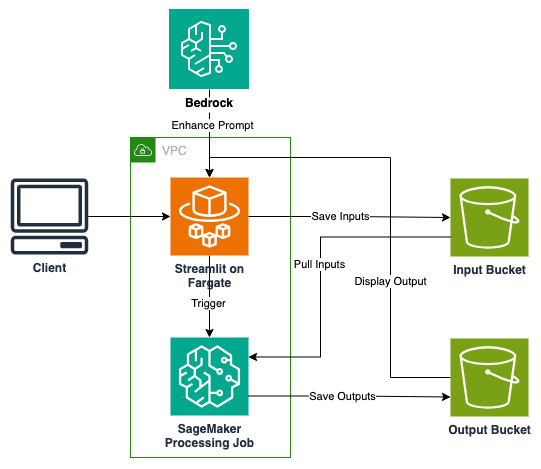 Bedrock
Enhance Prompt
VPC
Client
Streamlit on
Fargate
Save Inputs
Input Bucket
Pull Inputs
Display Output
Trigger
SageMaker
Processing Job
Save Outputs
Output Bucket